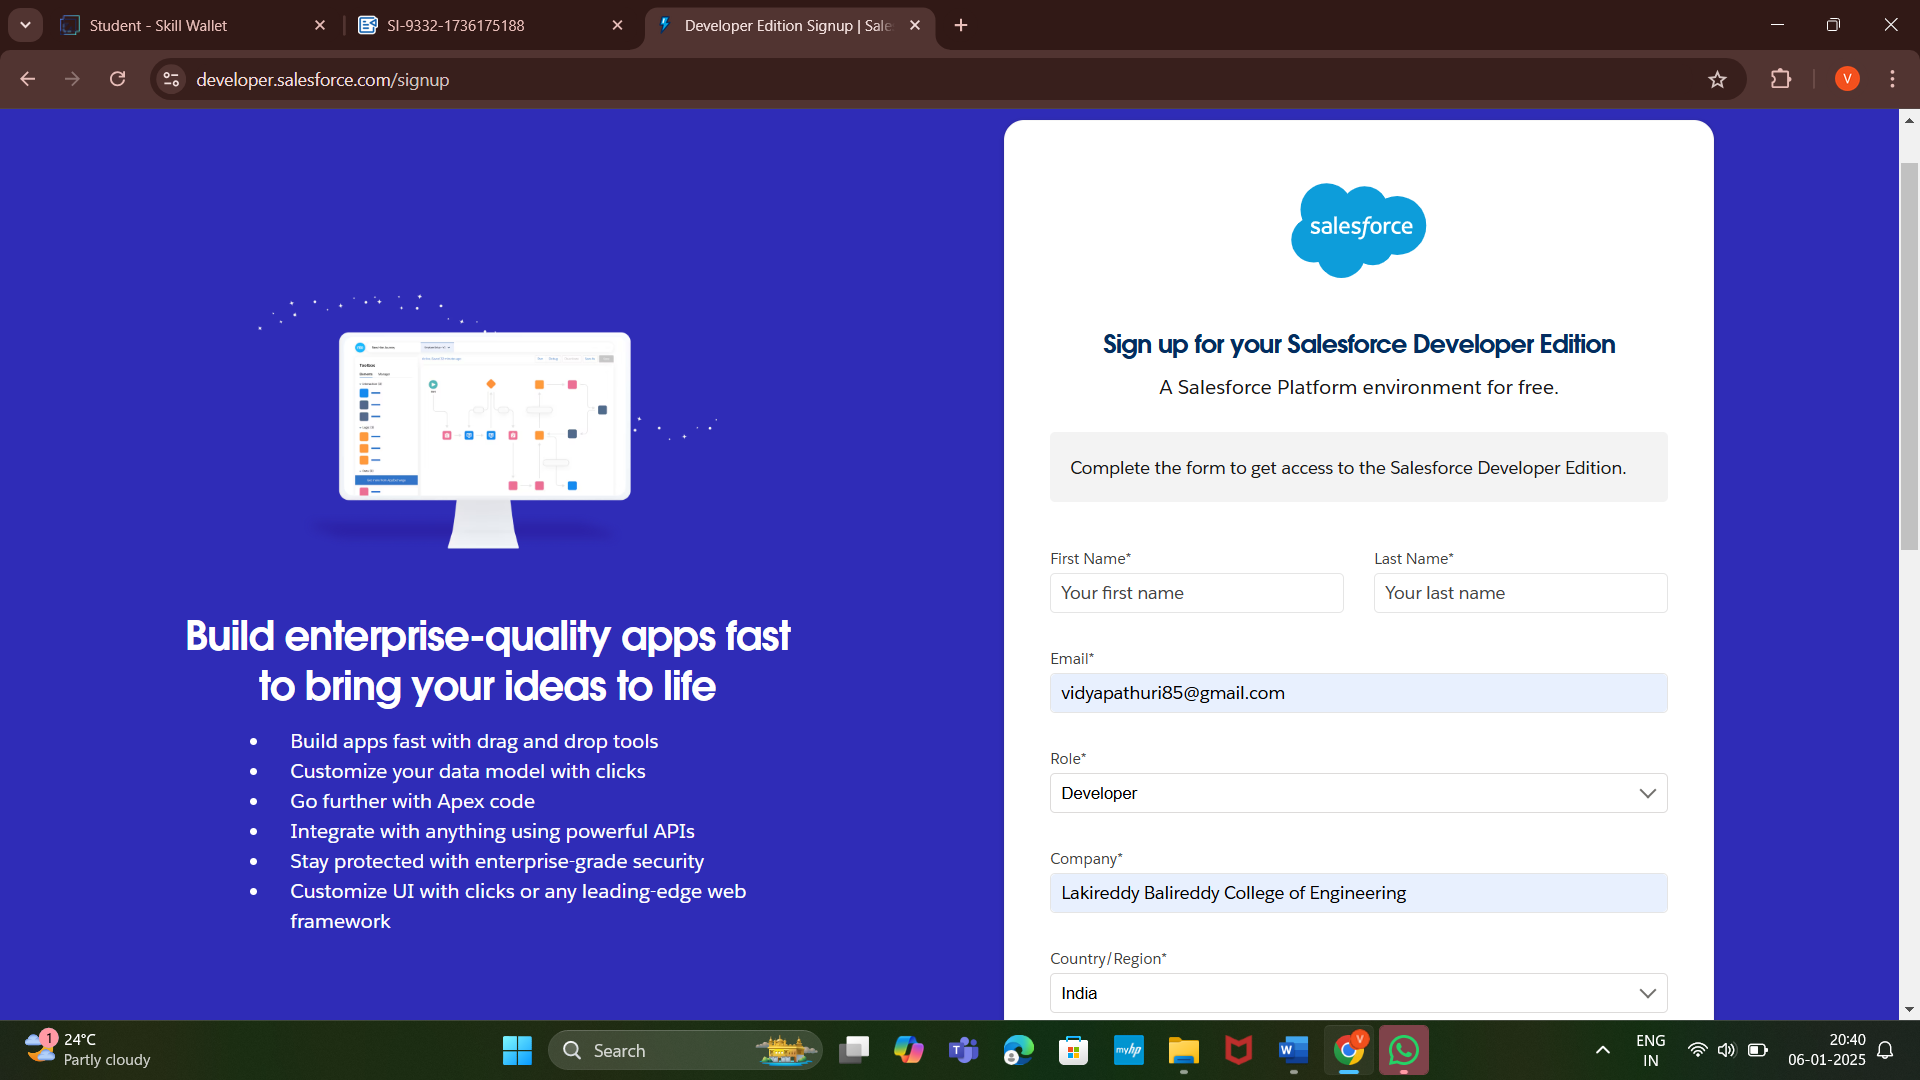 Student - Skill Wallet
SI-9332-1736175188
Developer Edition Signup | Sale
developer.salesforce.com/signup
V
salesforce
Sign up for your Salesforce Developer Edition
A Salesforce Platform environment for free.
Complete the form to get access to the Salesforce Developer Edition.
First Name*
Last Name*
Your first name
Your last name
Email*
vidyapathuri85@gmail.com
Role*
Developer
Company*
Lakireddy Balireddy College of Engineering
Country/Region*
India
Toolbox
Build enterprise-quality apps fast
to bring your ideas to life
Build apps fast with drag and drop tools
Customize your data model with clicks
Go further with Apex code
Integrate with anything using powerful APIs
Stay protected with enterprise-grade security
Customize UI with clicks or any leading-edge web
framework
1
24°C
Partly cloudy
Search
myhp
W
V
ENG
IN
20:40
06-01-2025